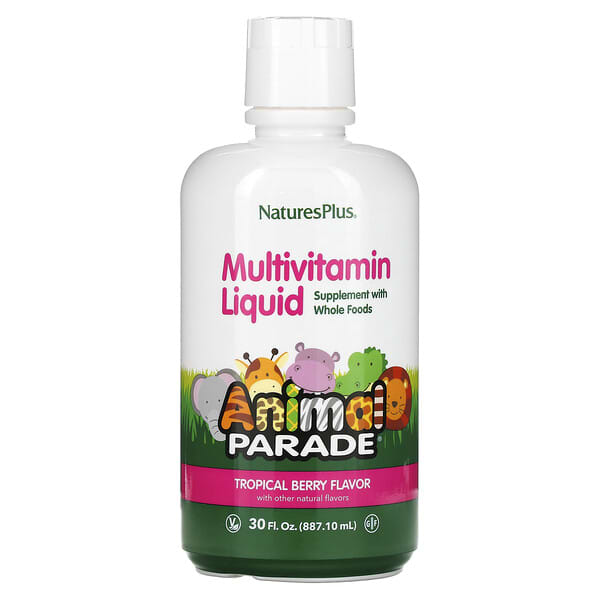 NaturesPlus®
Multivitamin
Liquid
Supplement with
Whole Foods
Animal
PARADE®
TROPICAL BERRY FLAVOR
with other natural flavors
V 30 Fl. Oz. (887.10 mL) GF